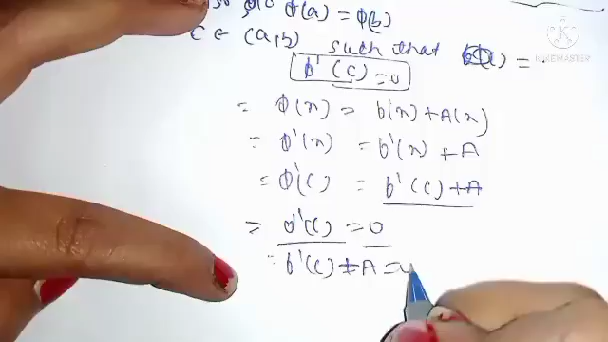 ϕ(a) = ϕ(b)
c ∈ (a,b) such that =
KINEMASTER
ϕ'(c) = 0
= ϕ(x) = b(x) + A(x)
= ϕ'(x) = b'(x) + A
= ϕ'(c) = b'(c) + A
= ϕ'(c) = 0
∵ b'(c) + A = 0